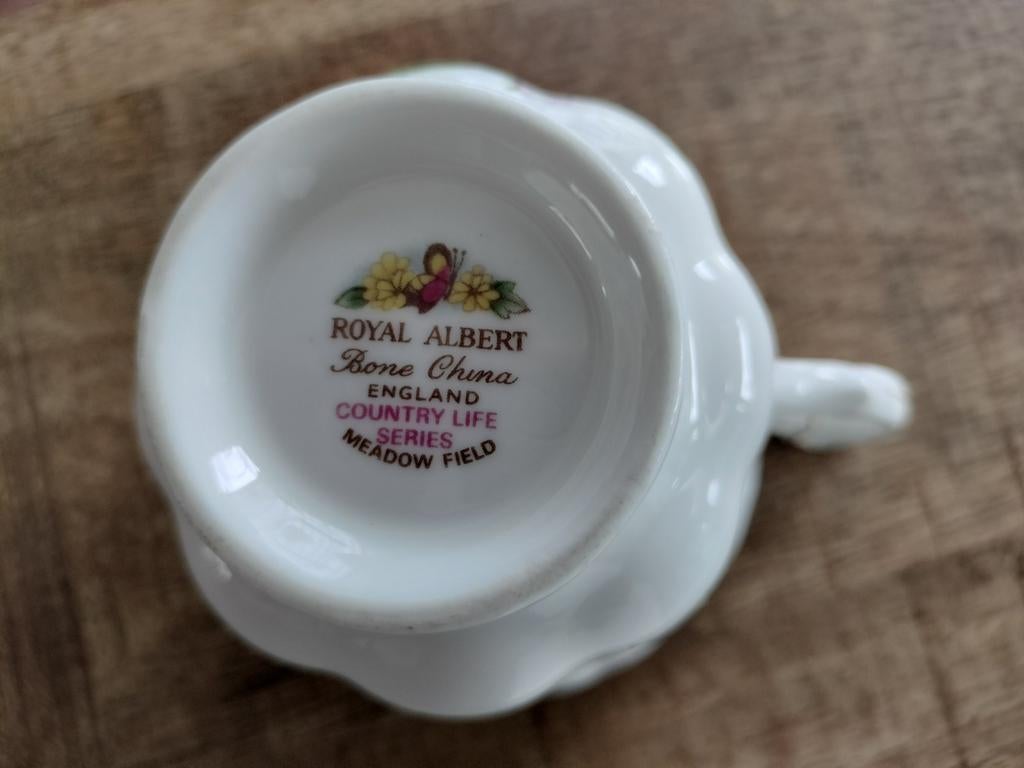 ROYAL ALBERT
Bone China
ENGLAND
COUNTRY LIFE
SERIES
MEADOW FIELD